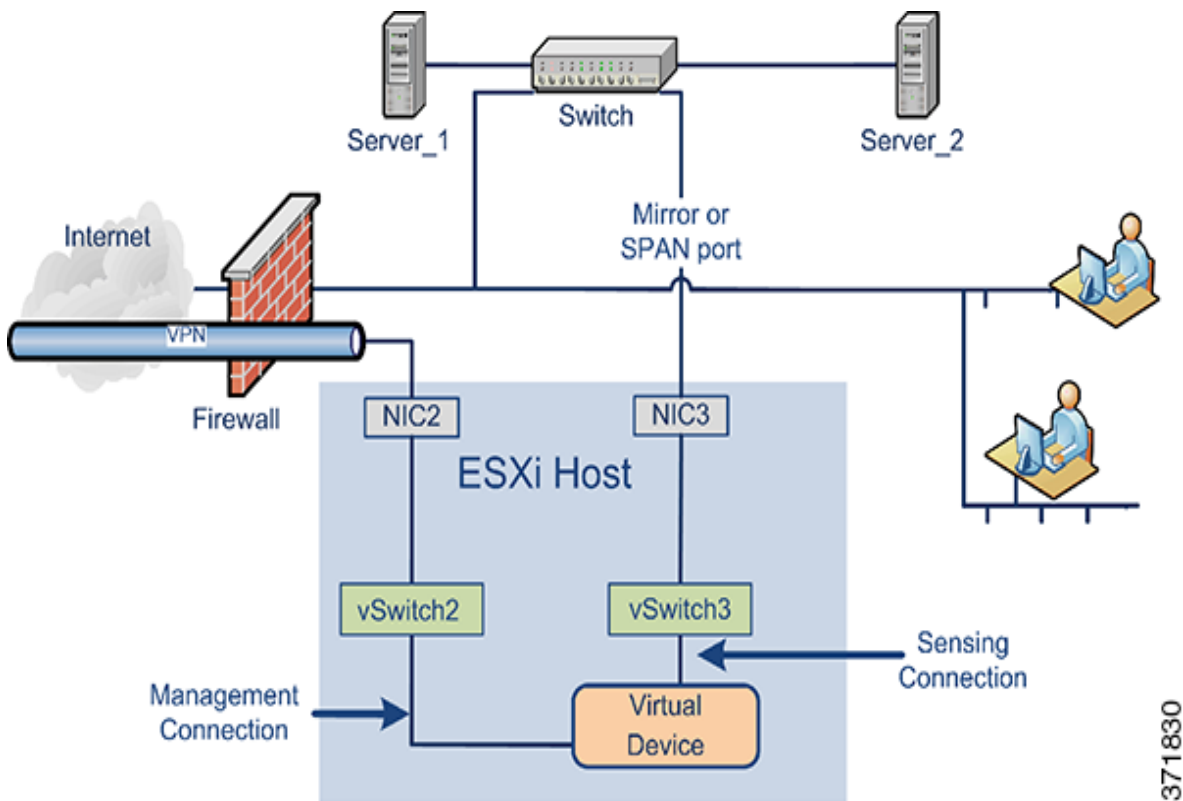 Server_1
Switch
Server_2
Mirror or
SPAN port
Internet
VPN
Firewall
NIC2
NIC3
ESXi Host
vSwitch2
vSwitch3
Sensing
Connection
Management
Connection
Virtual
Device
371830